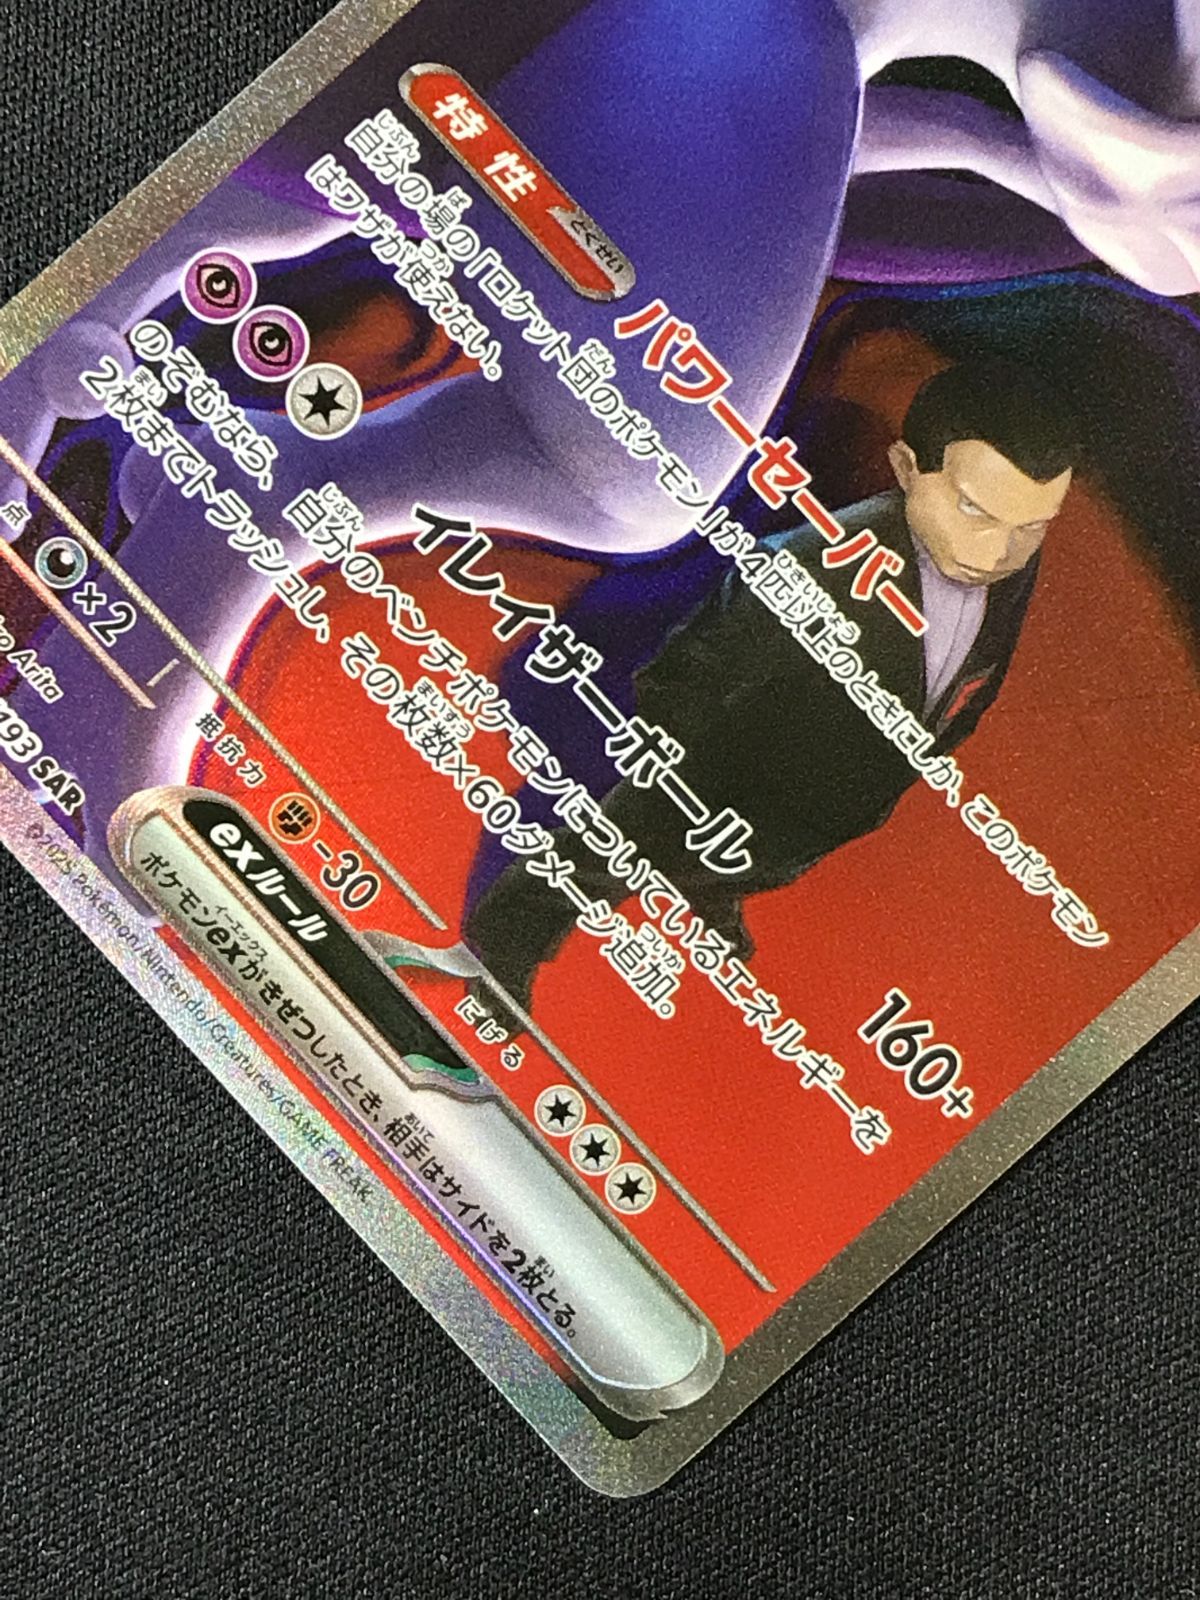 特性
とくせい
パワーセーバー
自分の場の「ロケット団のポケモン」が4匹以上のときにしか、このポケモン
はワザが使えない。
イレイザーボール
160+
のぞむなら、自分のベンチポケモンについているエネルギーを
2枚までトラッシュし、その枚数×60ダメージ追加。
点
×2
抵抗力
-30
にげる
Arita
193 SAR
exルール
ポケモンexがきぜつしたとき、相手はサイドを2枚とる。
©2025 Pokémon/Nintendo/Creatures/GAME FREAK